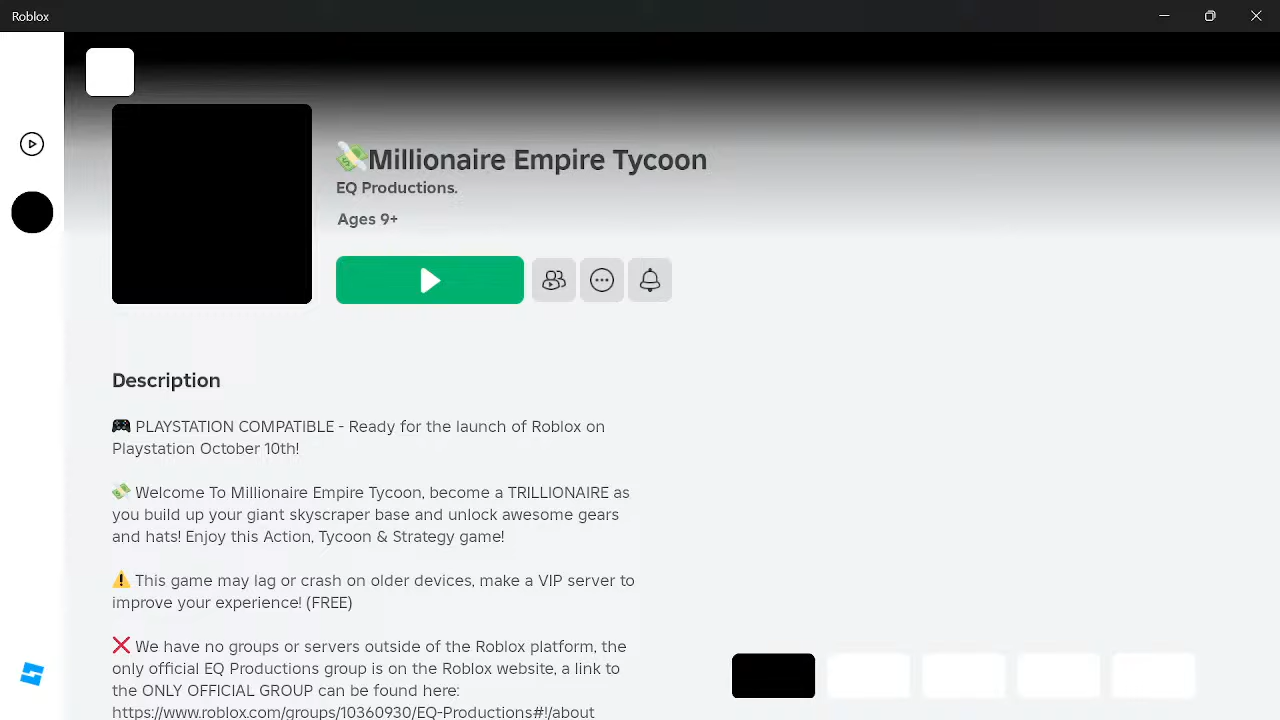 Roblox
💸Millionaire Empire Tycoon
EQ Productions.
Ages 9+
Description
🎮 PLAYSTATION COMPATIBLE - Ready for the launch of Roblox on
Playstation October 10th!
💸 Welcome To Millionaire Empire Tycoon, become a TRILLIONAIRE as
you build up your giant skyscraper base and unlock awesome gears
and hats! Enjoy this Action, Tycoon & Strategy game!
⚠️ This game may lag or crash on older devices, make a VIP server to
improve your experience! (FREE)
❌ We have no groups or servers outside of the Roblox platform, the
only official EQ Productions group is on the Roblox website, a link to
the ONLY OFFICIAL GROUP can be found here:
https://www.roblox.com/groups/10360930/EQ-Productions#!/about